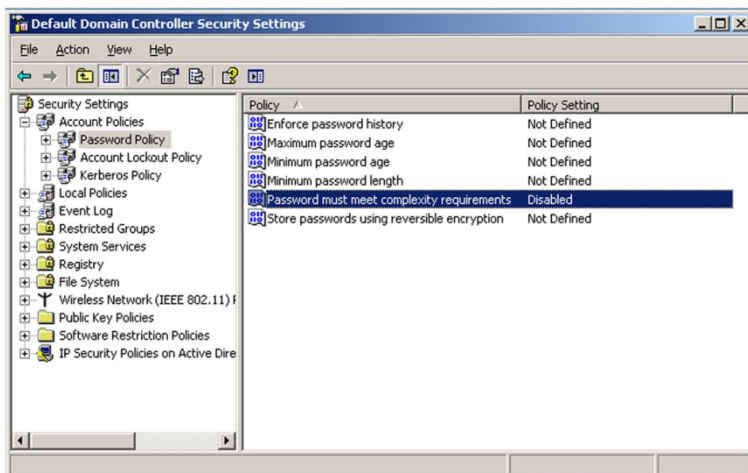 Default Domain Controller Security Settings
File Action View Help
Security Settings
Account Policies
Password Policy
Account Lockout Policy
Kerberos Policy
Local Policies
Event Log
Restricted Groups
System Services
Registry
File System
Wireless Network (IEEE 802.11)
Public Key Policies
Software Restriction Policies
IP Security Policies on Active Dire
Policy Policy Setting
Enforce password history Not Defined
Maximum password age Not Defined
Minimum password age Not Defined
Minimum password length Not Defined
Password must meet complexity requirements Disabled
Store passwords using reversible encryption Not Defined